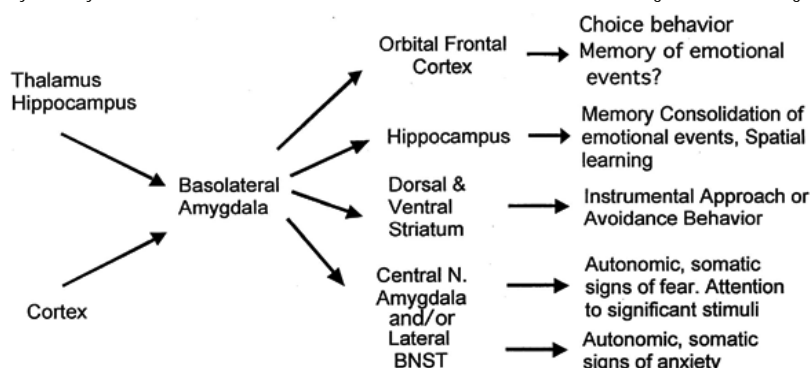 Thalamus
Hippocampus
Cortex
Basolateral
Amygdala
Orbital Frontal
Cortex
Choice behavior
Memory of emotional
events?
Hippocampus
Memory Consolidation of
emotional events, Spatial
learning
Dorsal &
Ventral
Striatum
Instrumental Approach or
Avoidance Behavior
Central N.
Amygdala
and/or
Lateral
BNST
Autonomic, somatic
signs of fear. Attention
to significant stimuli
Autonomic, somatic
signs of anxiety